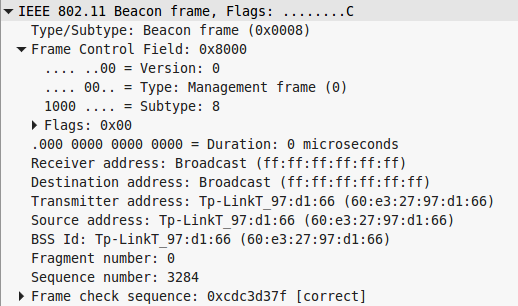 IEEE 802.11 Beacon frame, Flags: ........C
Type/Subtype: Beacon frame (0x0008)
Frame Control Field: 0x8000
.... ..00 = Version: 0
.... 00.. = Type: Management frame (0)
1000 .... = Subtype: 8
Flags: 0x00
.000 0000 0000 0000 = Duration: 0 microseconds
Receiver address: Broadcast (ff:ff:ff:ff:ff:ff)
Destination address: Broadcast (ff:ff:ff:ff:ff:ff)
Transmitter address: Tp-LinkT_97:d1:66 (60:e3:27:97:d1:66)
Source address: Tp-LinkT_97:d1:66 (60:e3:27:97:d1:66)
BSS Id: Tp-LinkT_97:d1:66 (60:e3:27:97:d1:66)
Fragment number: 0
Sequence number: 3284
Frame check sequence: 0xcdc3d37f [correct]